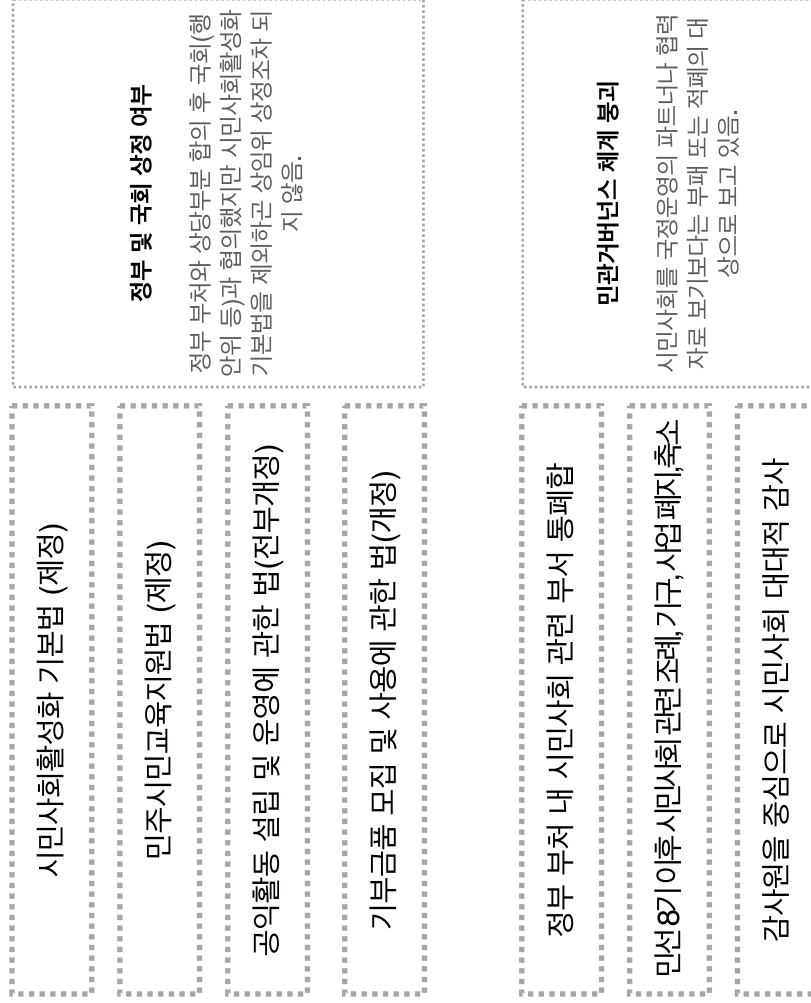 시민사회활성화 기본법 (제정)
민주시민교육지원법 (제정)
공익활동 설립 및 운영에 관한 법(전부개정)
기부금품 모집 및 사용에 관한 법(개정)
정부 및 국회 상정 여부
정부 부처와 상당부분 합의 후 국회(행
안위 등)과 협의했지만 시민사회활성화
기본법을 제외하곤 상임위 상정조차 되
지 않음.
정부 부처 내 시민사회 관련 부서 통폐합
민선 8기 이후 시민사회 관련 조례, 기구, 사업 폐지,축소
감사원을 중심으로 시민사회 대대적 감사
민관거버넌스 체계 붕괴
시민사회를 국정운영의 파트너나 협력
자로 보기보다는 부패 또는 적폐의 대
상으로 보고 있음.